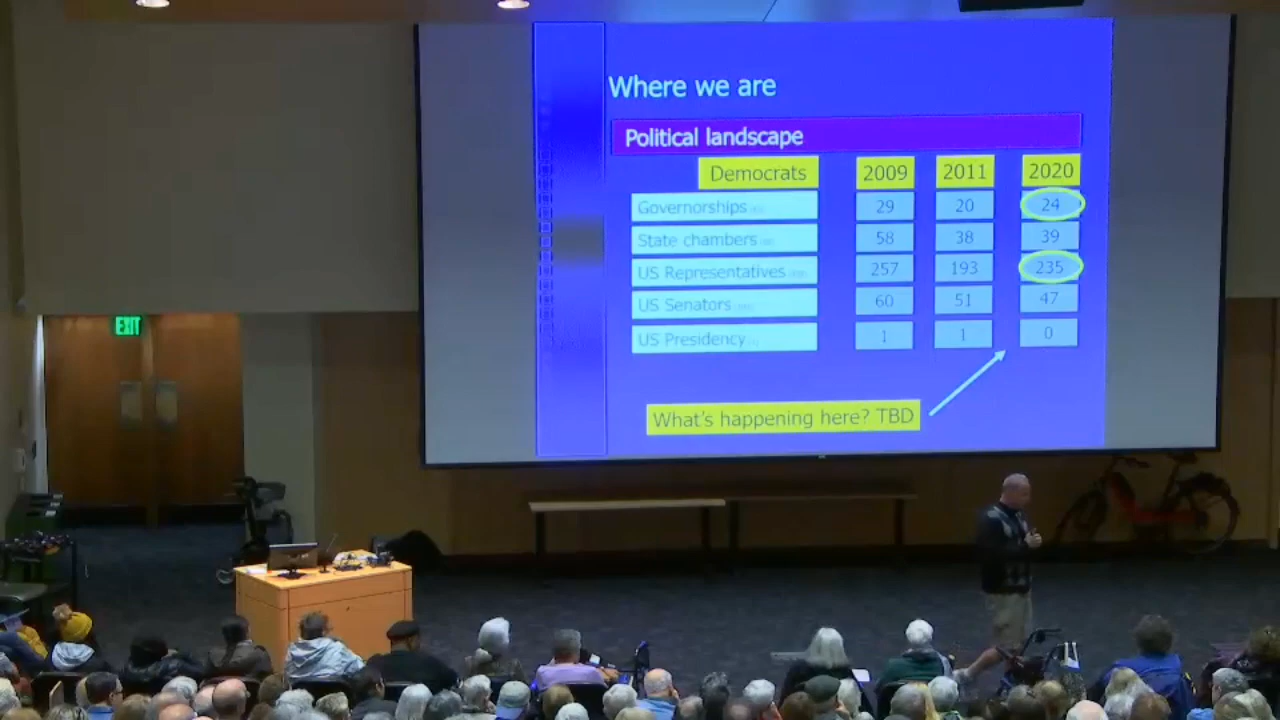 Where we are
Political landscape
Democrats 2009 2011 2020
Governorships 29 20 24
State chambers 58 38 39
US Representatives 257 193 235
US Senators 60 51 47
US Presidency 1 1 0
What's happening here? TBD
EXIT